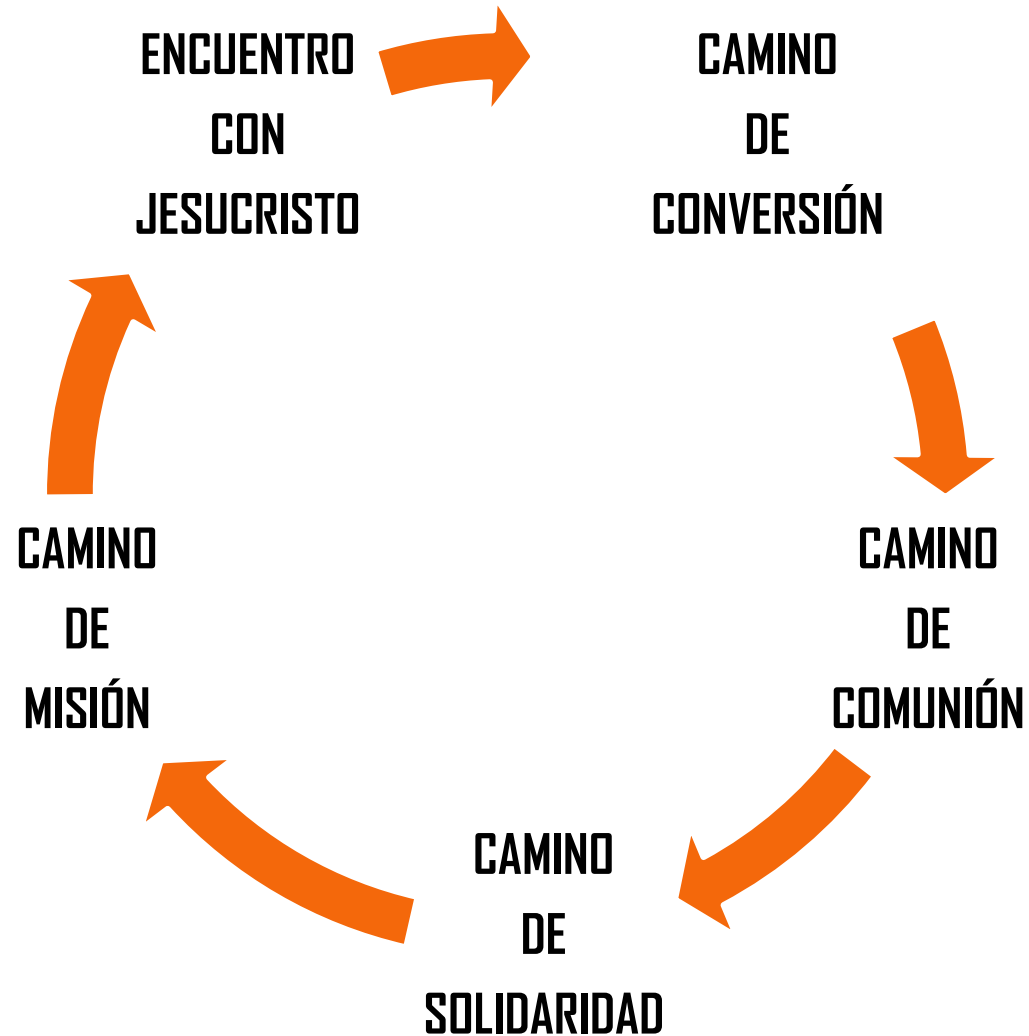 ENCUENTRO
CON
JESUCRISTO
CAMINO
DE
CONVERSIÓN
CAMINO
DE
COMUNIÓN
CAMINO
DE
SOLIDARIDAD
CAMINO
DE
MISIÓN